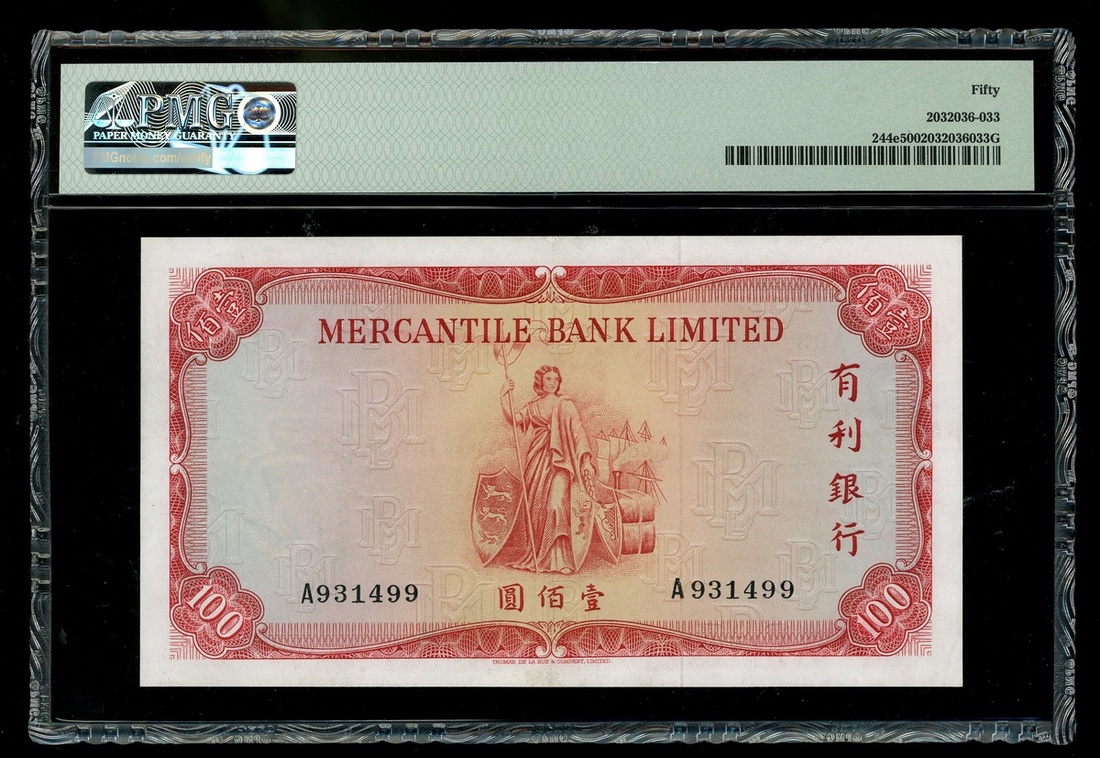 Fifty
PMG
PAPER MONEY GUARANTY
PMGnotes.com/verify
2032036-033
244e5002032036033G
佰壹
佰壹
MERCANTILE BANK LIMITED
有利銀行
A931499
圓佰壹
A931499
100
100
THOMAS DE LA RUE & COMPANY, LIMITED.